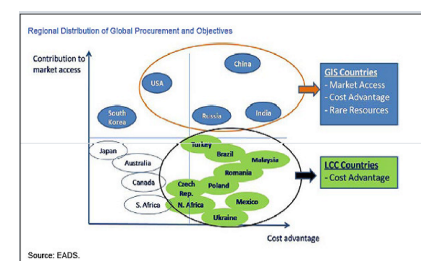 Regional Distribution of Global Procurement and Objectives
Contribution to
market access
China
USA
South
Korea
Russia
India
GIS Countries
- Market Access
- Cost Advantage
- Rare Resources
Japan
Australia
Canada
S. Africa
Turkey
Brazil
Malaysia
Romania
Czech
Rep.
Poland
N. Africa
Mexico
Ukraine
LCC Countries
- Cost Advantage
Cost advantage
Source: EADS.